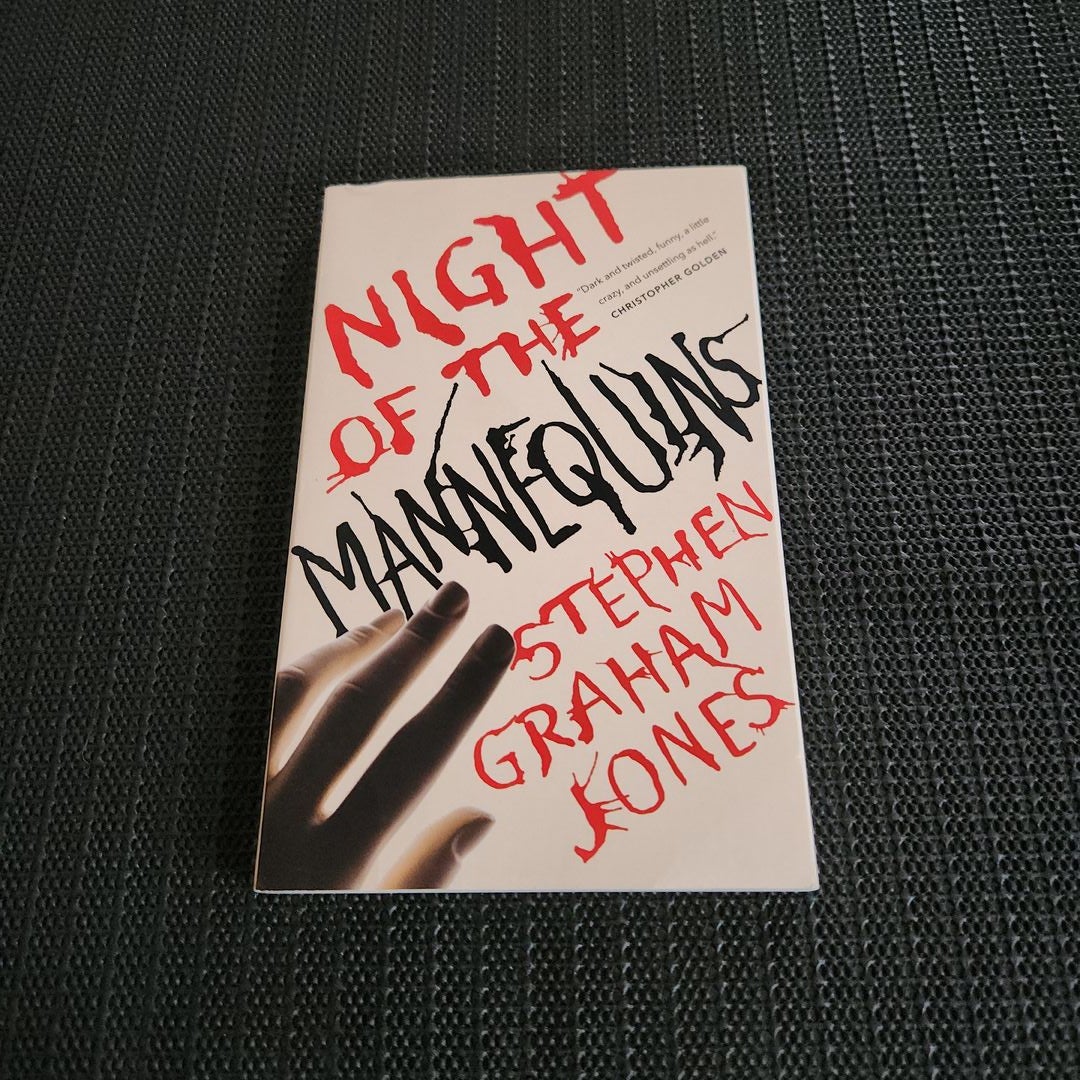 NIGHT
OF THE
MANNEQUINS
"Dark and twisted, funny, a little
crazy, and unsettling as hell."
CHRISTOPHER GOLDEN
STEPHEN
GRAHAM
JONES